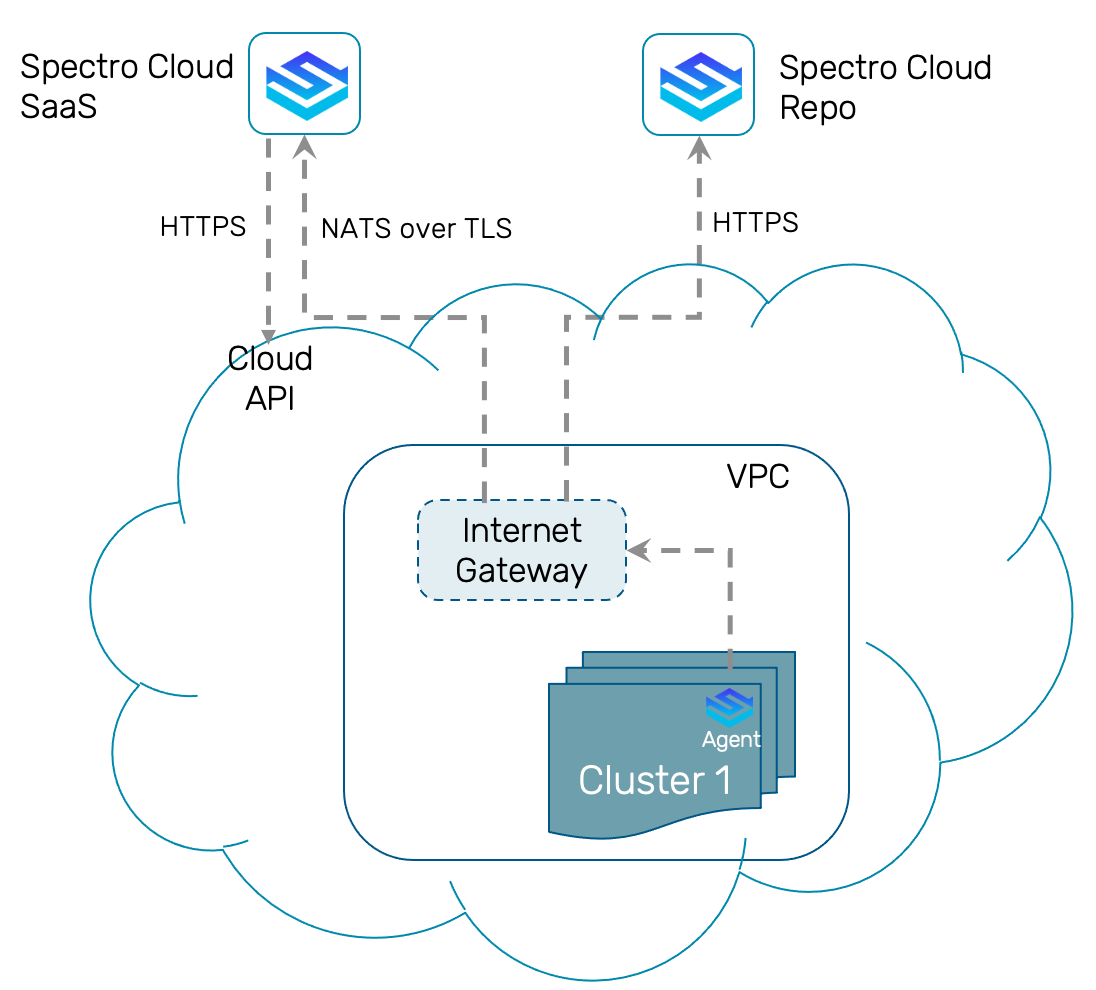 Spectro Cloud
SaaS
Spectro Cloud
Repo
HTTPS
NATS over TLS
HTTPS
Cloud
API
VPC
Internet
Gateway
Agent
Cluster 1